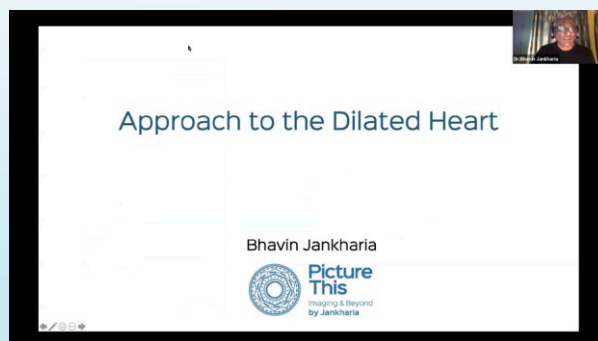 Dr.Bhavin Jankharia
Approach to the Dilated Heart
Bhavin Jankharia
Picture
This
Imaging & Beyond
by Jankharia